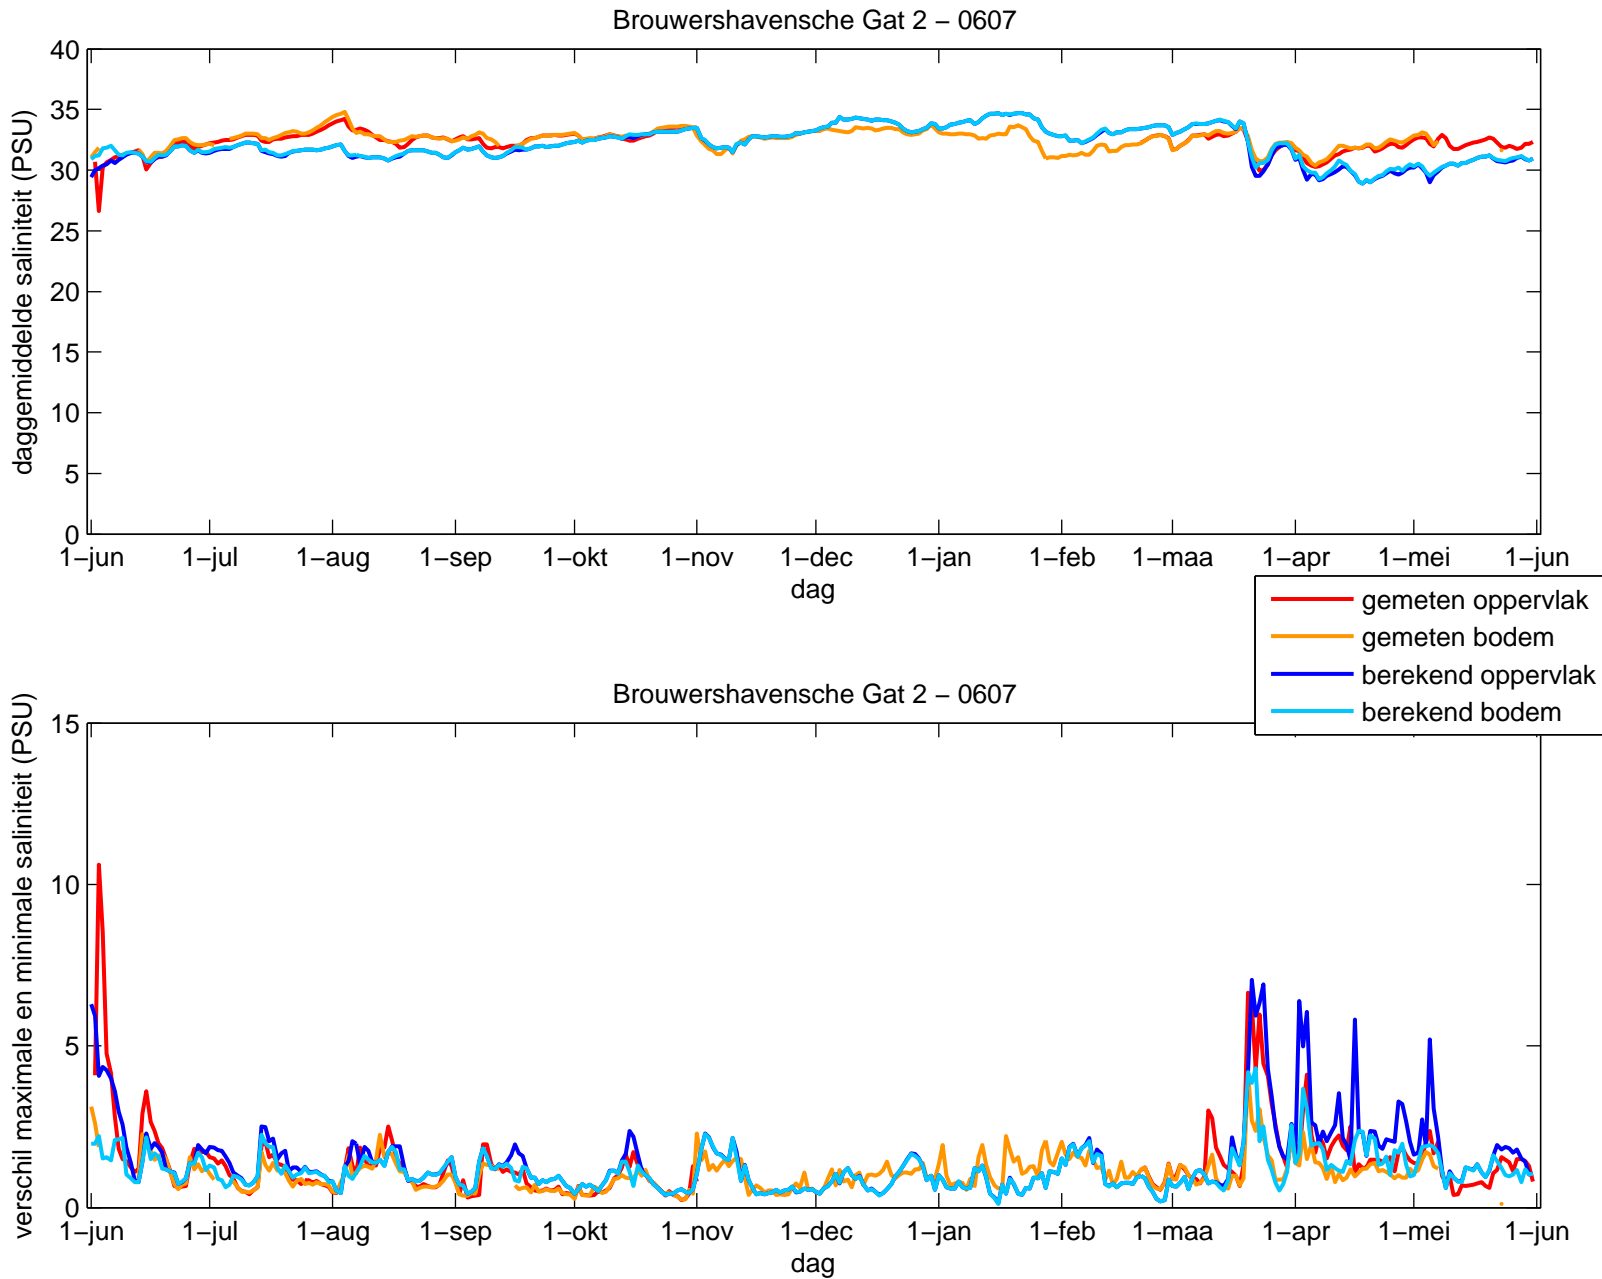 Brouwershavensche Gat 2 – 0607
daggemiddelde saliniteit (PSU)
40
35
30
25
20
15
10
5
0
1–jun 1–jul 1–aug 1–sep 1–okt 1–nov 1–dec 1–jan 1–feb 1–maa 1–apr 1–mei 1–jun
dag
gemeten oppervlak
gemeten bodem
berekend oppervlak
berekend bodem
Brouwershavensche Gat 2 – 0607
verschil maximale en minimale saliniteit (PSU)
15
10
5
0
1–jun 1–jul 1–aug 1–sep 1–okt 1–nov 1–dec 1–jan 1–feb 1–maa 1–apr 1–mei 1–jun
dag